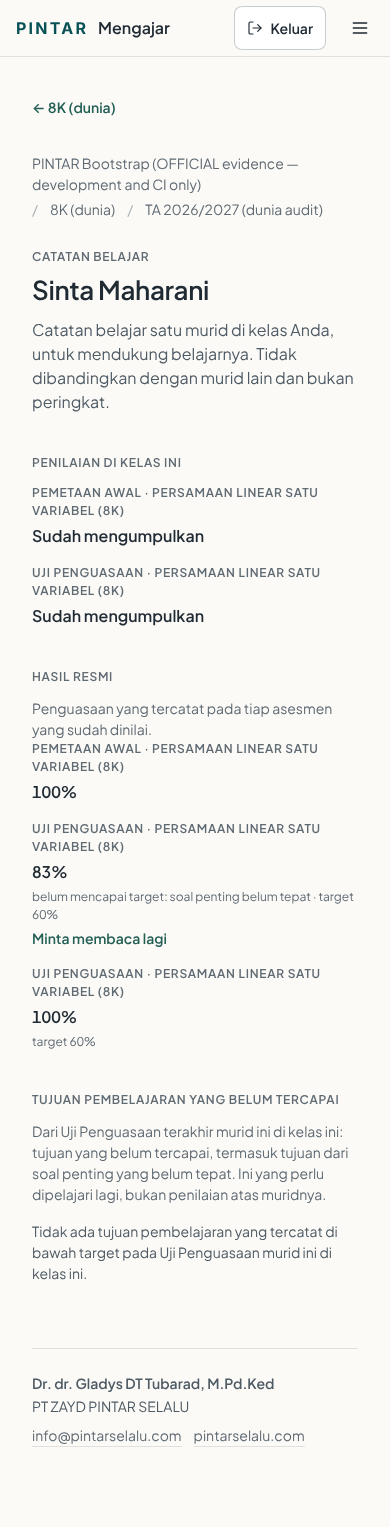 PINTAR Mengajar Keluar
← 8K (dunia)
PINTAR Bootstrap (OFFICIAL evidence —
development and CI only)
/ 8K (dunia) / TA 2026/2027 (dunia audit)
CATATAN BELAJAR
Sinta Maharani
Catatan belajar satu murid di kelas Anda,
untuk mendukung belajarnya. Tidak
dibandingkan dengan murid lain dan bukan
peringkat.
PENILAIAN DI KELAS INI
PEMETAAN AWAL · PERSAMAAN LINEAR SATU
VARIABEL (8K)
Sudah mengumpulkan
UJI PENGUASAAN · PERSAMAAN LINEAR SATU
VARIABEL (8K)
Sudah mengumpulkan
HASIL RESMI
Penguasaan yang tercatat pada tiap asesmen
yang sudah dinilai.
PEMETAAN AWAL · PERSAMAAN LINEAR SATU
VARIABEL (8K)
100%
UJI PENGUASAAN · PERSAMAAN LINEAR SATU
VARIABEL (8K)
83%
belum mencapai target: soal penting belum tepat · target
60%
Minta membaca lagi
UJI PENGUASAAN · PERSAMAAN LINEAR SATU
VARIABEL (8K)
100%
target 60%
TUJUAN PEMBELAJARAN YANG BELUM TERCAPAI
Dari Uji Penguasaan terakhir murid ini di kelas ini:
tujuan yang belum tercapai, termasuk tujuan dari
soal penting yang belum tepat. Ini yang perlu
dipelajari lagi, bukan penilaian atas muridnya.
Tidak ada tujuan pembelajaran yang tercatat di
bawah target pada Uji Penguasaan murid ini di
kelas ini.
Dr. dr. Gladys DT Tubarad, M.Pd.Ked
PT ZAYD PINTAR SELALU
info@pintarselalu.com pintarselalu.com